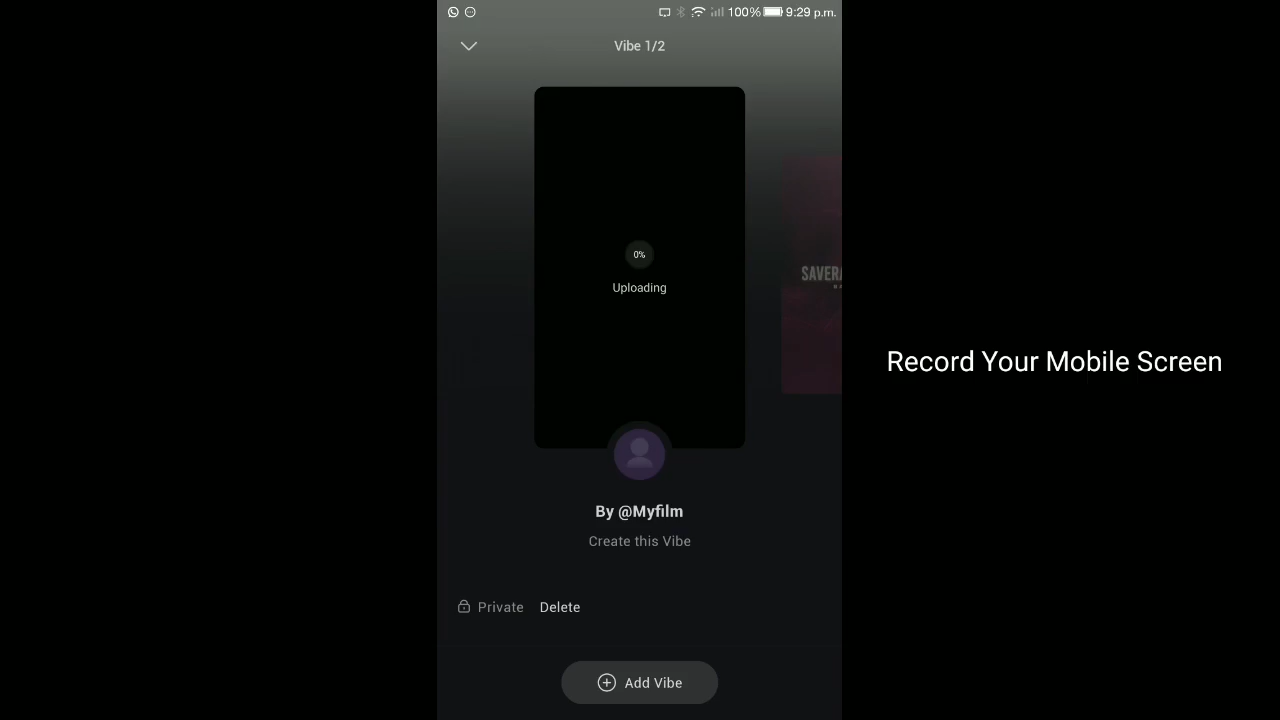 100% 9:29 p.m.
Vibe 1/2
0%
Uploading
SAVERA
By @Myfilm
Create this Vibe
Private Delete
Add Vibe
Record Your Mobile Screen